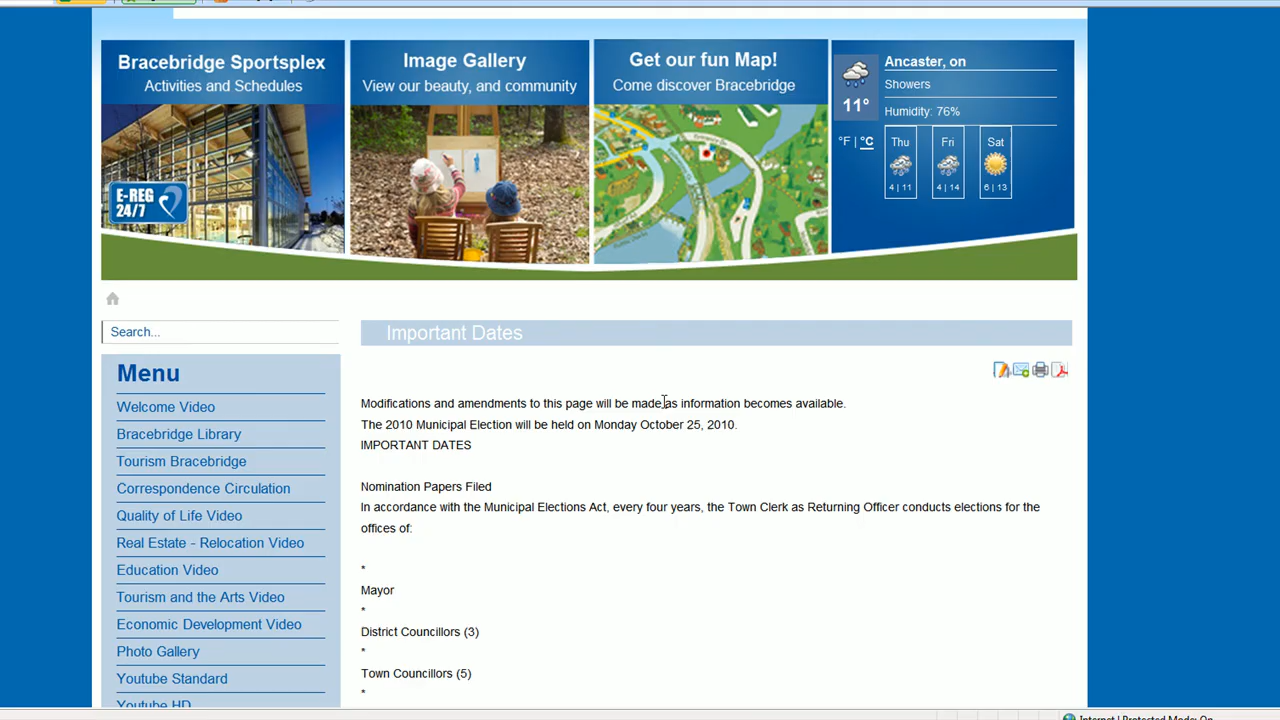 Bracebridge Sportsplex
Activities and Schedules
E-REG
24/7
Image Gallery
View our beauty, and community
Get our fun Map!
Come discover Bracebridge
Ancaster, on
Showers
11°
Humidity: 76%
°F | °C
Thu
4 | 11
Fri
4 | 14
Sat
6 | 13
Search...
Menu
Welcome Video
Bracebridge Library
Tourism Bracebridge
Correspondence Circulation
Quality of Life Video
Real Estate - Relocation Video
Education Video
Tourism and the Arts Video
Economic Development Video
Photo Gallery
Youtube Standard
Youtube HD
Important Dates
Modifications and amendments to this page will be made as information becomes available.
The 2010 Municipal Election will be held on Monday October 25, 2010.
IMPORTANT DATES
Nomination Papers Filed
In accordance with the Municipal Elections Act, every four years, the Town Clerk as Returning Officer conducts elections for the
offices of:
*
Mayor
*
District Councillors (3)
*
Town Councillors (5)
*
Internet | Protected Mode: On